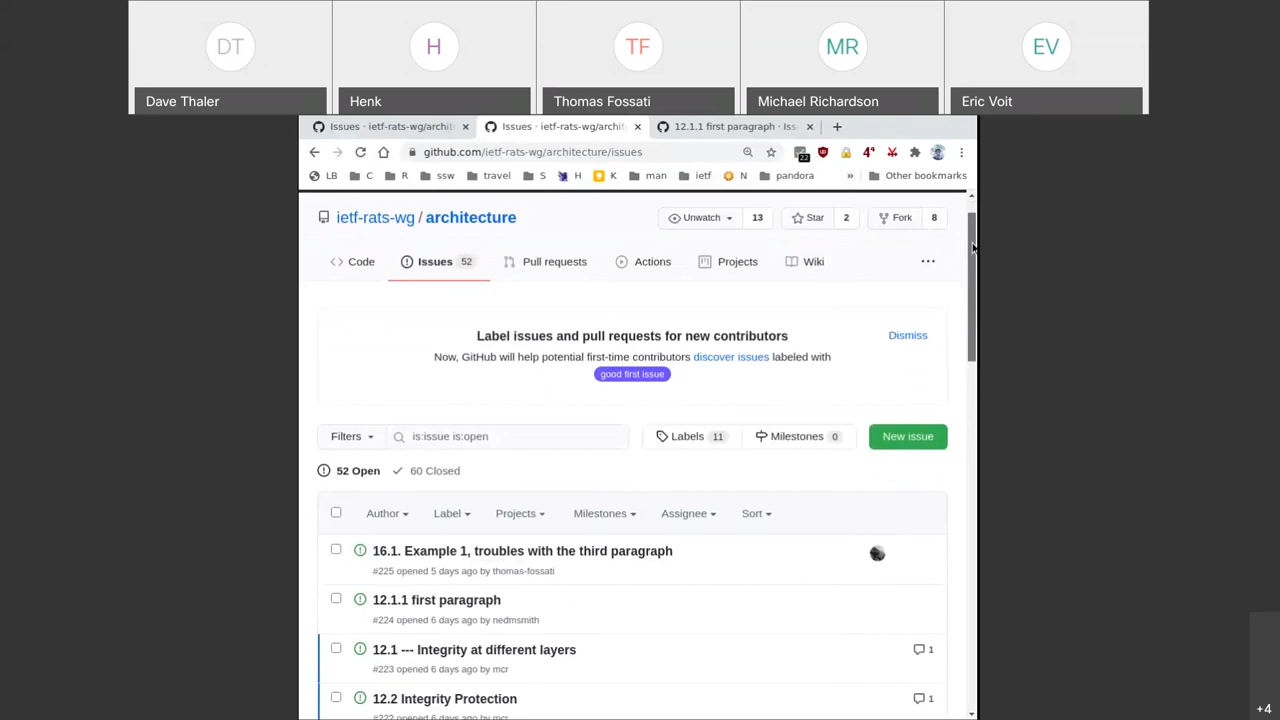 DT H TF MR EV
Dave Thaler Henk Thomas Fossati Michael Richardson Eric Voit
Issues · ietf-rats-wg/archit Issues · ietf-rats-wg/archit 12.1.1 first paragraph · Iss
github.com/ietf-rats-wg/architecture/issues 22
LB C R ssw travel S H K man ietf N pandora » Other bookmarks
ietf-rats-wg / architecture Unwatch 13 Star 2 Fork 8
Code Issues 52 Pull requests Actions Projects Wiki ...
Label issues and pull requests for new contributors Dismiss
Now, GitHub will help potential first-time contributors discover issues labeled with
good first issue
Filters is:issue is:open Labels 11 Milestones 0 New issue
52 Open 60 Closed
Author Label Projects Milestones Assignee Sort
16.1. Example 1, troubles with the third paragraph
#225 opened 5 days ago by thomas-fossati
12.1.1 first paragraph
#224 opened 6 days ago by nedmsmith
12.1 --- Integrity at different layers 1
#223 opened 6 days ago by mcr
12.2 Integrity Protection 1
#222 opened 6 days ago by mcr
+4